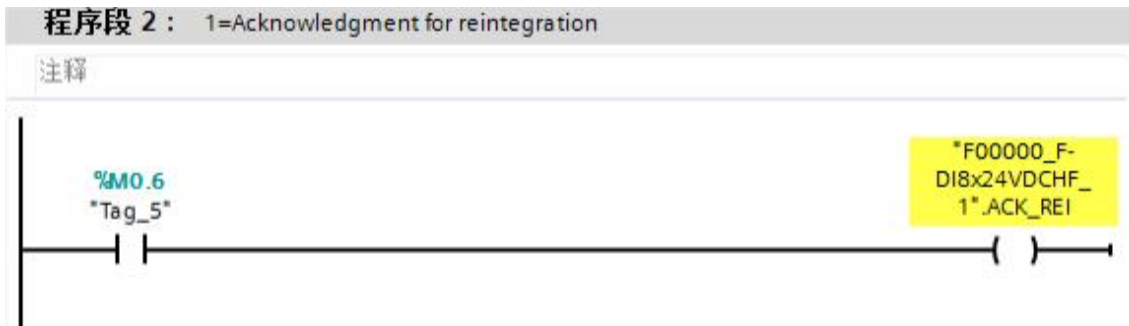 程序段 2： 1=Acknowledgment for reintegration
注释
%M0.6
"Tag_5"
"F00000_F-
DI8x24VDCHF_
1".ACK_REI